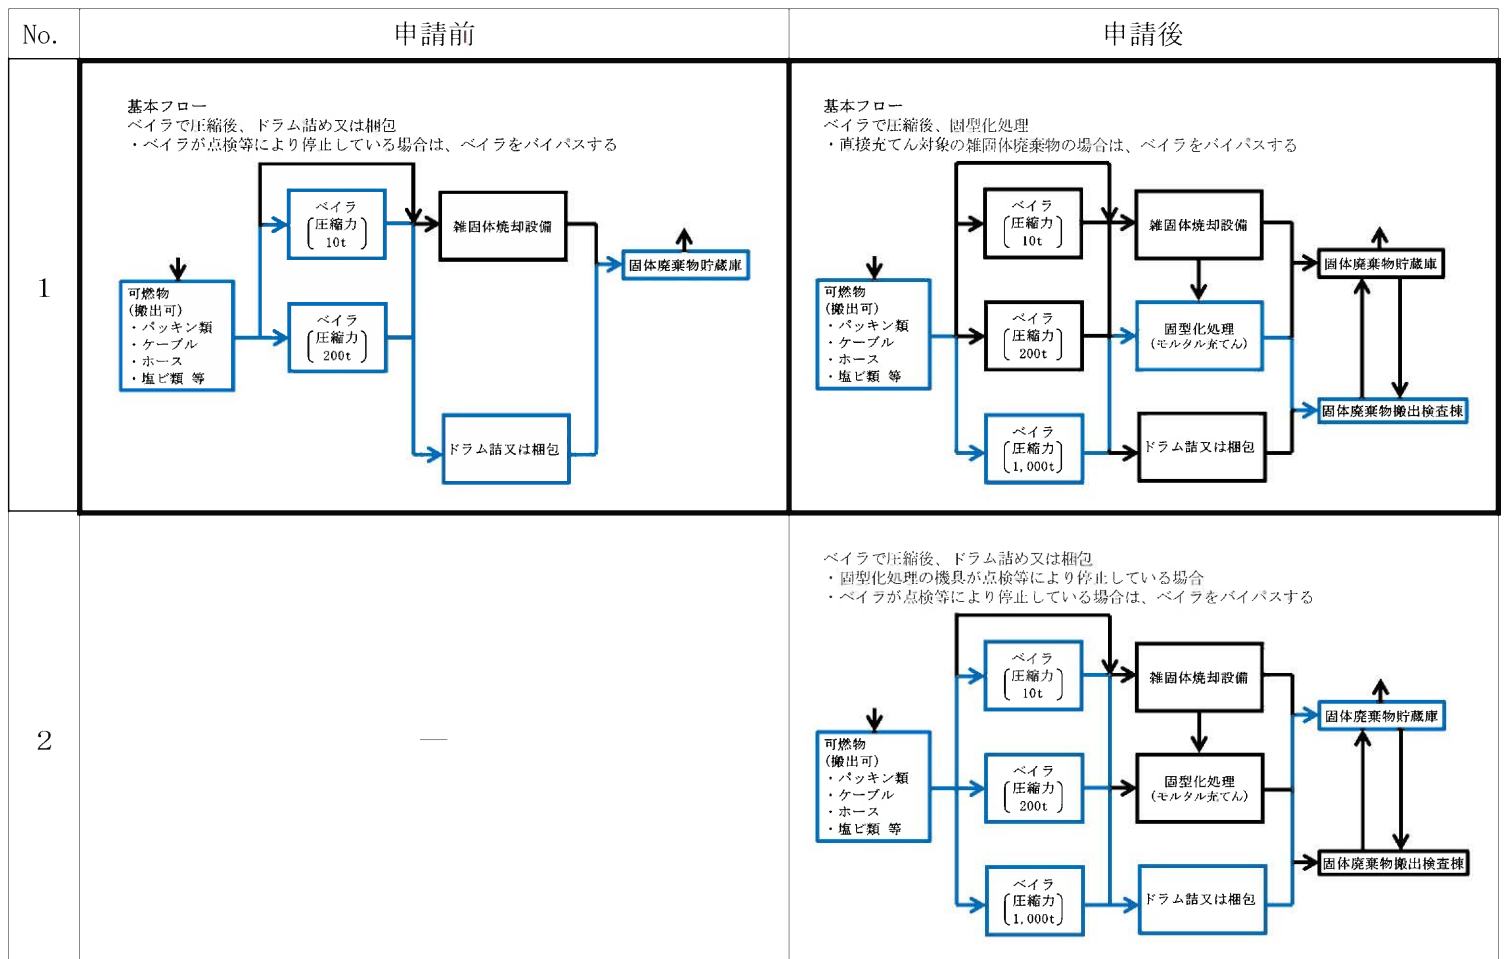 No.
申請前
申請後
1
基本フロー
ベイラで圧縮後、ドラム詰め又は梱包
・ベイラが点検等により停止している場合は、ベイラをバイパスする
ベイラ
圧縮力
10t
雑固体焼却設備
固体廃棄物貯蔵庫
可燃物
(搬出可)
・パッキン類
・ケーブル
・ホース
・塩ビ類 等
ベイラ
圧縮力
200t
ドラム詰又は梱包
基本フロー
ベイラで圧縮後、固型化処理
・直接充てん対象の雑固体廃棄物の場合は、ベイラをバイパスする
ベイラ
圧縮力
10t
雑固体焼却設備
固体廃棄物貯蔵庫
可燃物
(搬出可)
・パッキン類
・ケーブル
・ホース
・塩ビ類 等
ベイラ
圧縮力
200t
固型化処理
(モルタル充てん)
ベイラ
圧縮力
1,000t
ドラム詰又は梱包
固体廃棄物搬出検査棟
2
―
ベイラで圧縮後、ドラム詰め又は梱包
・固型化処理の機具が点検等により停止している場合
・ベイラが点検等により停止している場合は、ベイラをバイパスする
ベイラ
圧縮力
10t
雑固体焼却設備
固体廃棄物貯蔵庫
可燃物
(搬出可)
・パッキン類
・ケーブル
・ホース
・塩ビ類 等
ベイラ
圧縮力
200t
固型化処理
(モルタル充てん)
ベイラ
圧縮力
1,000t
ドラム詰又は梱包
固体廃棄物搬出検査棟